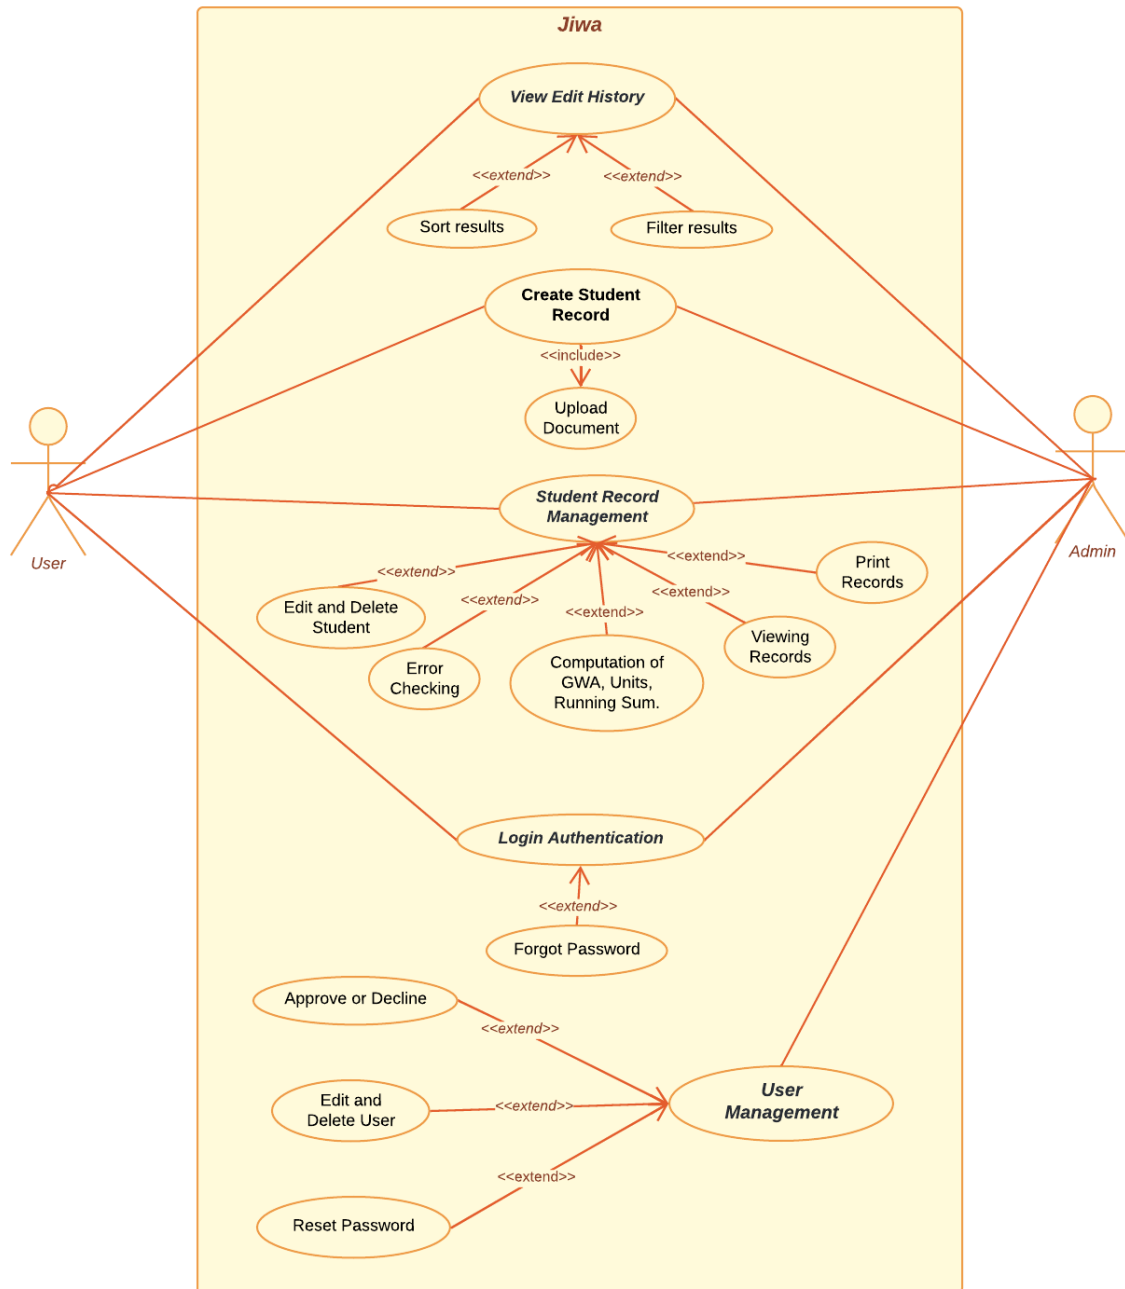 Jiwa
View Edit History
<<extend>>
<<extend>>
Sort results
Filter results
Create Student
Record
<<include>>
Upload
Document
User
Admin
Student Record
Management
<<extend>>
<<extend>>
<<extend>>
<<extend>>
<<extend>>
Edit and Delete
Student
Error
Checking
Computation of
GWA, Units,
Running Sum.
Viewing
Records
Print
Records
Login Authentication
<<extend>>
Forgot Password
Approve or Decline
<<extend>>
Edit and
Delete User
<<extend>>
User
Management
<<extend>>
Reset Password